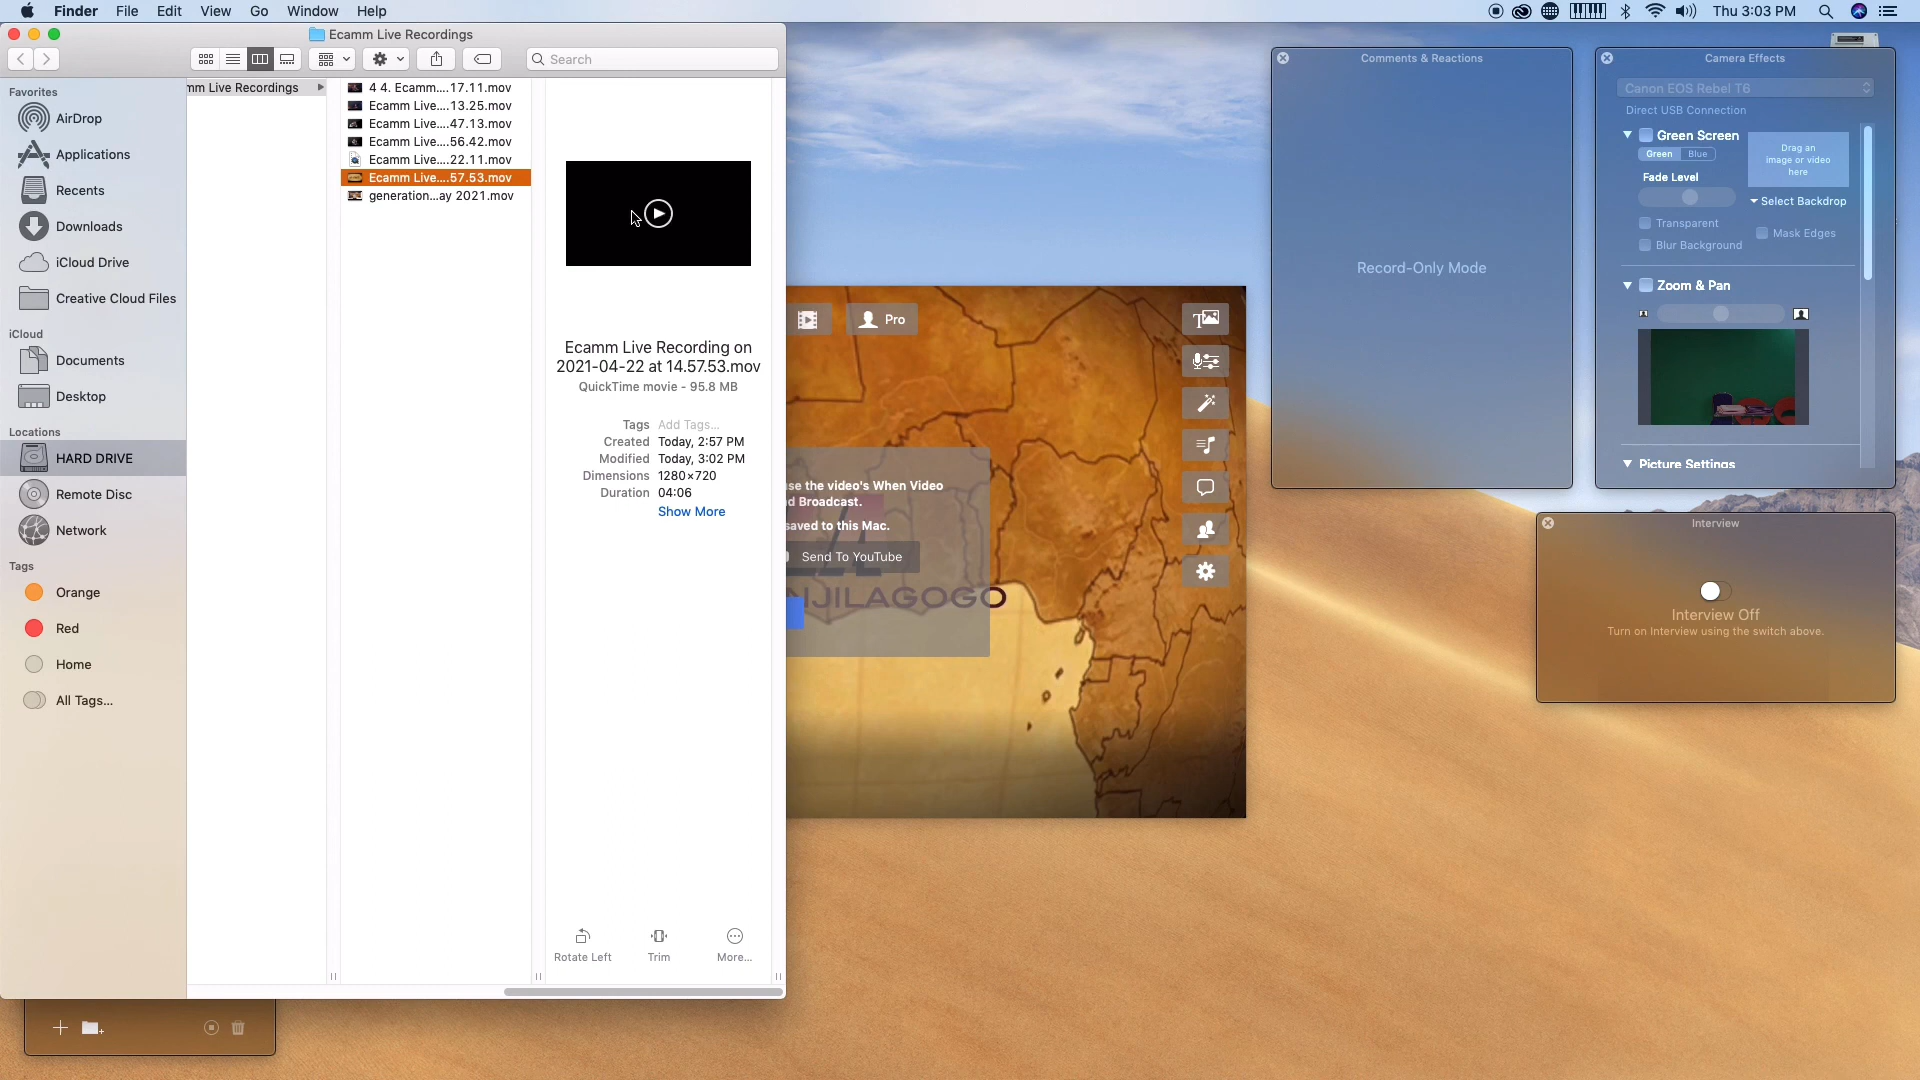 Finder File Edit View Go Window Help
Thu 3:03 PM
Ecamm Live Recordings
Search
Favorites
AirDrop
Applications
Recents
Downloads
iCloud Drive
Creative Cloud Files
iCloud
Documents
Desktop
Locations
HARD DRIVE
Remote Disc
Network
Tags
Orange
Red
Home
All Tags...
mm Live Recordings
4 4. Ecamm....17.11.mov
Ecamm Live....13.25.mov
Ecamm Live....47.13.mov
Ecamm Live....56.42.mov
Ecamm Live....22.11.mov
Ecamm Live....57.53.mov
generation...ay 2021.mov
Ecamm Live Recording on
2021-04-22 at 14.57.53.mov
QuickTime movie - 95.8 MB
Tags Add Tags...
Created Today, 2:57 PM
Modified Today, 3:02 PM
Dimensions 1280×720
Duration 04:06
Show More
Rotate Left
Trim
More...
Pro
use the video's When Video
d Broadcast.
saved to this Mac.
Send To YouTube
NJILAGOGO
Comments & Reactions
Record-Only Mode
Camera Effects
Canon EOS Rebel T6
Direct USB Connection
Green Screen
Green Blue
Drag an
image or video
here
Fade Level
Select Backdrop
Transparent
Mask Edges
Blur Background
Zoom & Pan
Picture Settings
Interview
Interview Off
Turn on Interview using the switch above.